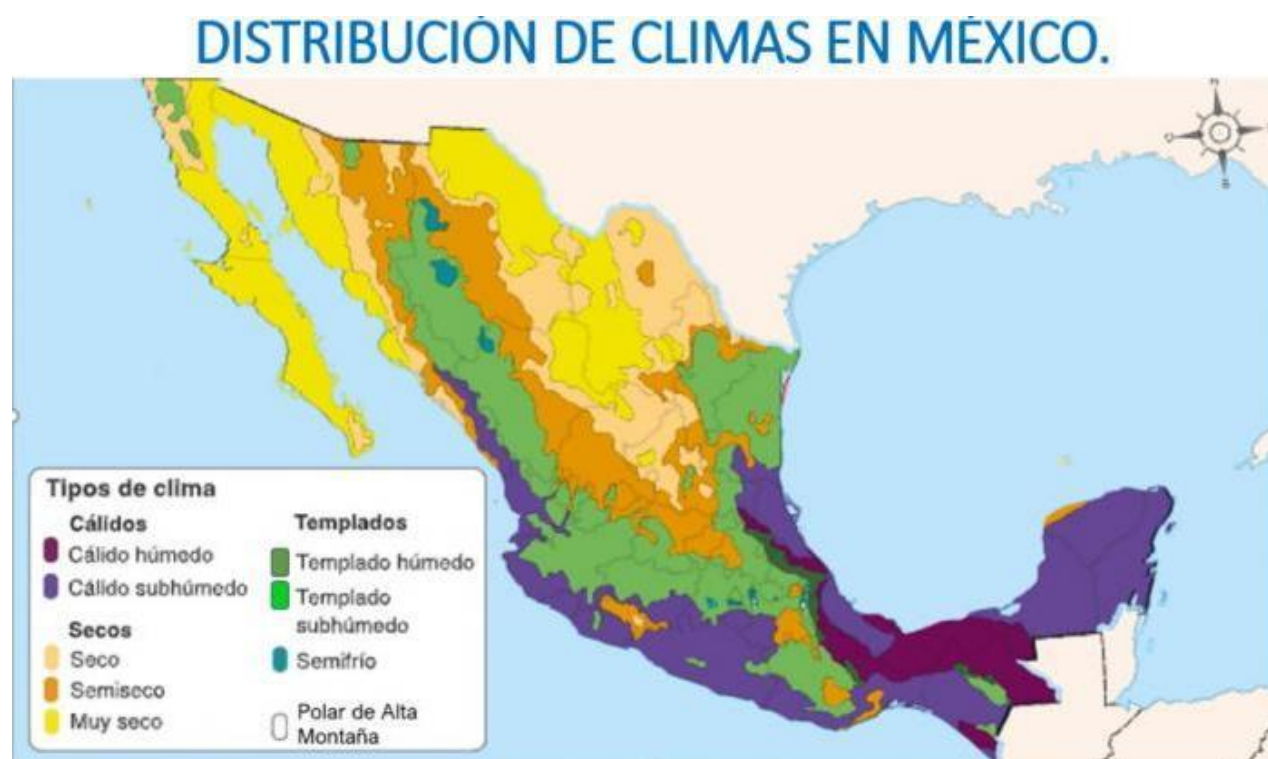 DISTRIBUCIÓN DE CLIMAS EN MÉXICO.
Tipos de clima
Cálidos
Cálido húmedo
Cálido subhúmedo
Secos
Seco
Semiseco
Muy seco
Templados
Templado húmedo
Templado
subhúmedo
Semifrío
Polar de Alta
Montaña